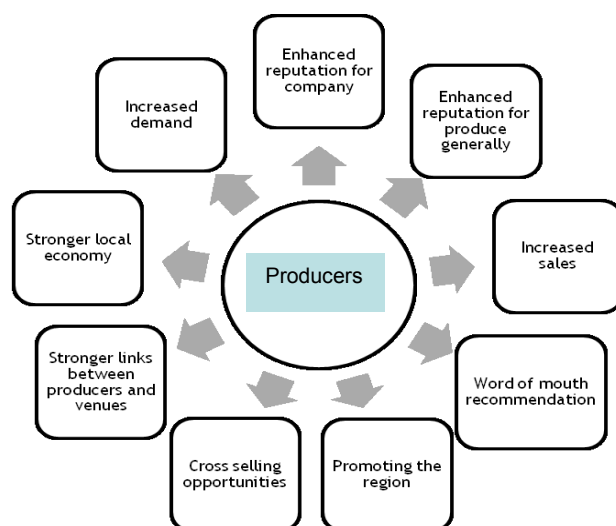 Enhanced
reputation for
company
Enhanced
reputation for
produce
generally
Increased
sales
Word of mouth
recommendation
Promoting the
region
Cross selling
opportunities
Stronger links
between
producers and
venues
Stronger local
economy
Increased
demand
Producers